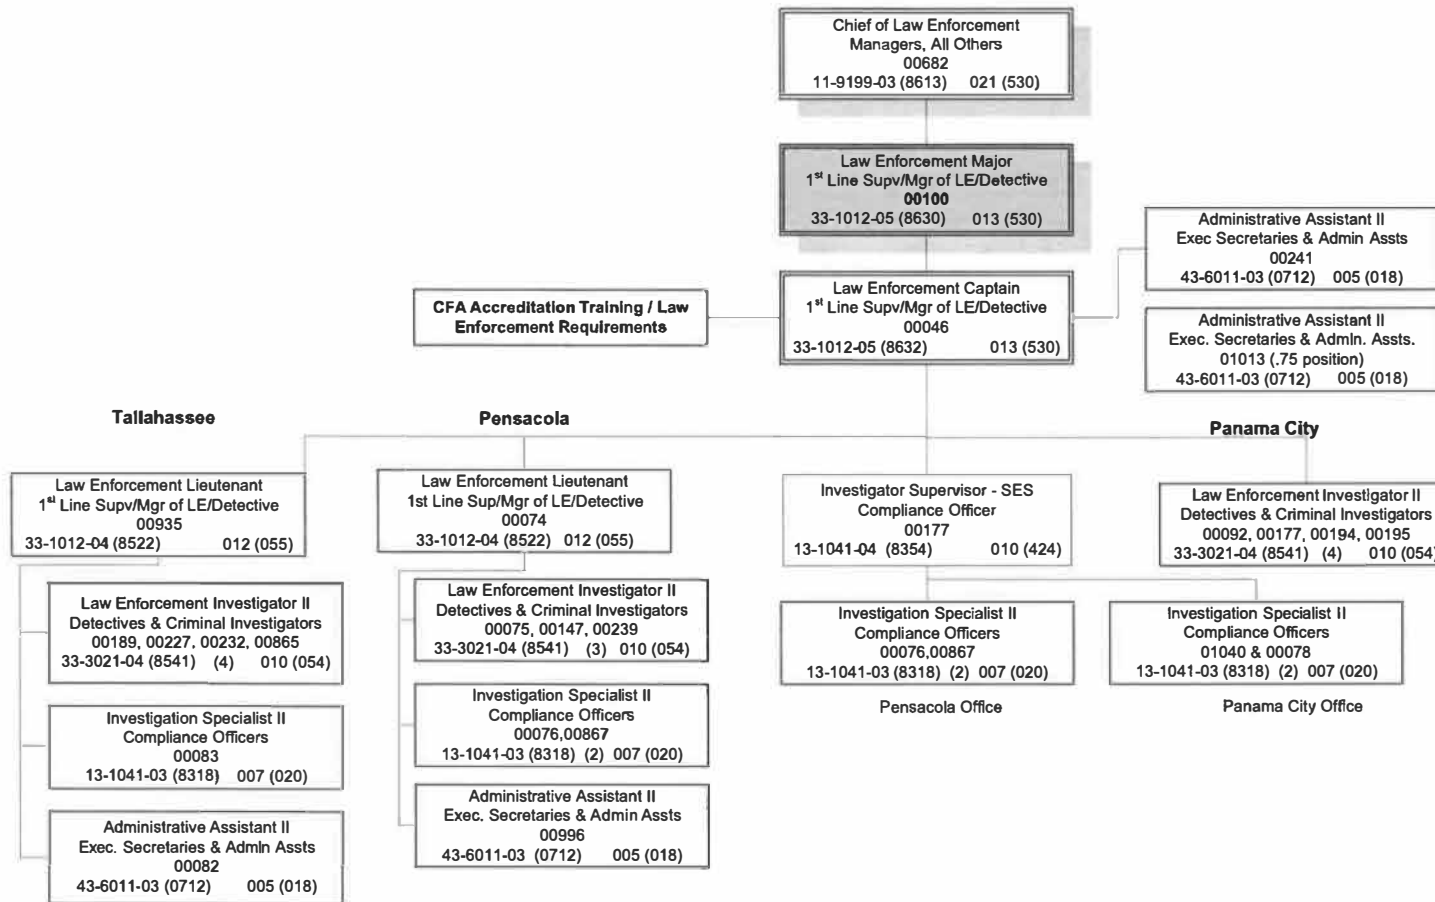 Chief of Law Enforcement
Managers, All Others
00682
11-9199-03 (8613) 021 (530)
Law Enforcement Major
1st Line Supv/Mgr of LE/Detective
00100
33-1012-05 (8630) 013 (530)
Administrative Assistant II
Exec Secretaries & Admin Assts
00241
43-6011-03 (0712) 005 (018)
CFA Accreditation Training / Law
Enforcement Requirements
Law Enforcement Captain
1st Line Supv/Mgr of LE/Detective
00046
33-1012-05 (8632) 013 (530)
Administrative Assistant II
Exec. Secretaries & Admin. Assts.
01013 (.75 position)
43-6011-03 (0712) 005 (018)
Tallahassee
Pensacola
Panama City
Law Enforcement Lieutenant
1st Line Supv/Mgr of LE/Detective
00935
33-1012-04 (8522) 012 (055)
Law Enforcement Lieutenant
1st Line Sup/Mgr of LE/Detective
00074
33-1012-04 (8522) 012 (055)
Investigator Supervisor - SES
Compliance Officer
00177
13-1041-04 (8354) 010 (424)
Law Enforcement Investigator II
Detectives & Criminal Investigators
00092, 00177, 00194, 00195
33-3021-04 (8541) (4) 010 (054)
Law Enforcement Investigator II
Detectives & Criminal Investigators
00189, 00227, 00232, 00865
33-3021-04 (8541) (4) 010 (054)
Law Enforcement Investigator II
Detectives & Criminal Investigators
00075, 00147, 00239
33-3021-04 (8541) (3) 010 (054)
Investigation Specialist II
Compliance Officers
00076,00867
13-1041-03 (8318) (2) 007 (020)
Pensacola Office
Investigation Specialist II
Compliance Officers
01040 & 00078
13-1041-03 (8318) (2) 007 (020)
Panama City Office
Investigation Specialist II
Compliance Officers
00083
13-1041-03 (8318) 007 (020)
Investigation Specialist II
Compliance Officers
00076,00867
13-1041-03 (8318) (2) 007 (020)
Administrative Assistant II
Exec. Secretaries & Admin Assts
00082
43-6011-03 (0712) 005 (018)
Administrative Assistant II
Exec. Secretaries & Admin Assts
00996
43-6011-03 (0712) 005 (018)